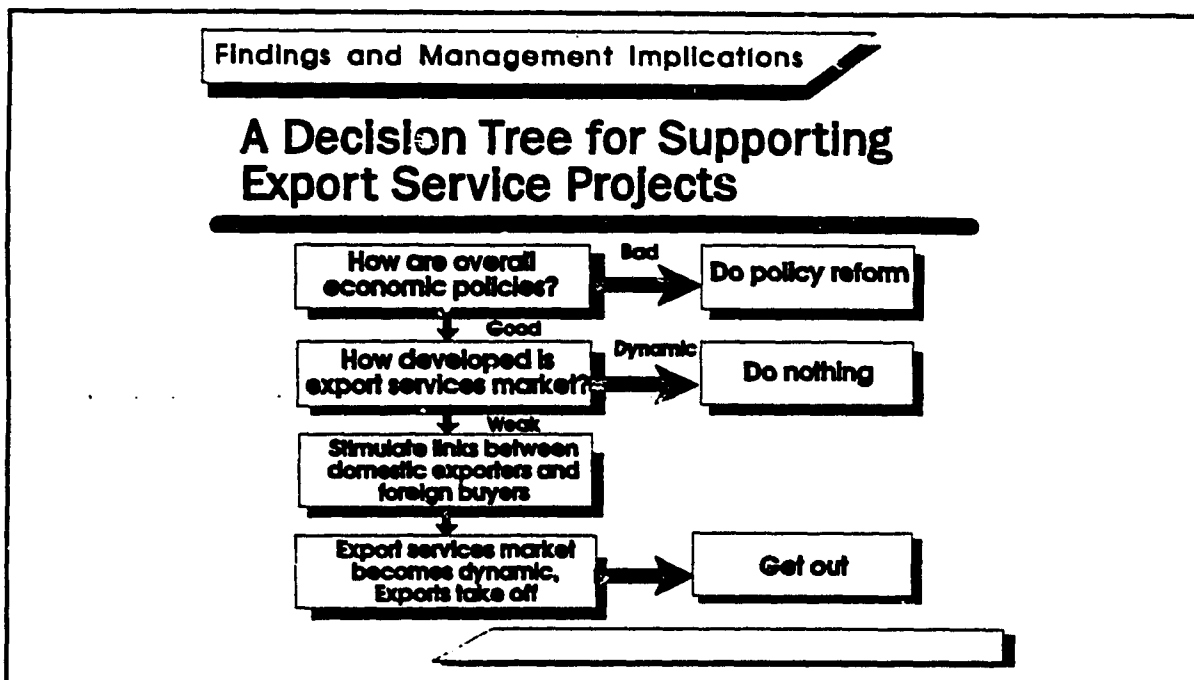 Findings and Management Implications
A Decision Tree for Supporting
Export Service Projects
How are overall
economic policies?
Bad
Do policy reform
Good
How developed is
export services market?
Dynamic
Do nothing
Weak
Stimulate links between
domestic exporters and
foreign buyers
Export services market
becomes dynamic,
Exports take off
Get out